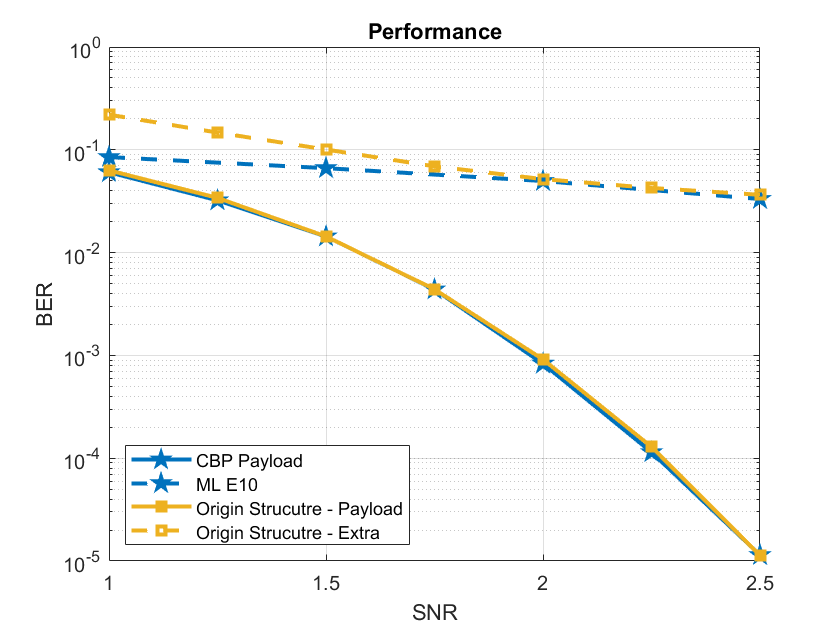 Performance
10^0
10^-1
10^-2
10^-3
10^-4
10^-5
BER
CBP Payload
ML E10
Origin Strucutre - Payload
Origin Strucutre - Extra
1 1.5 2 2.5
SNR